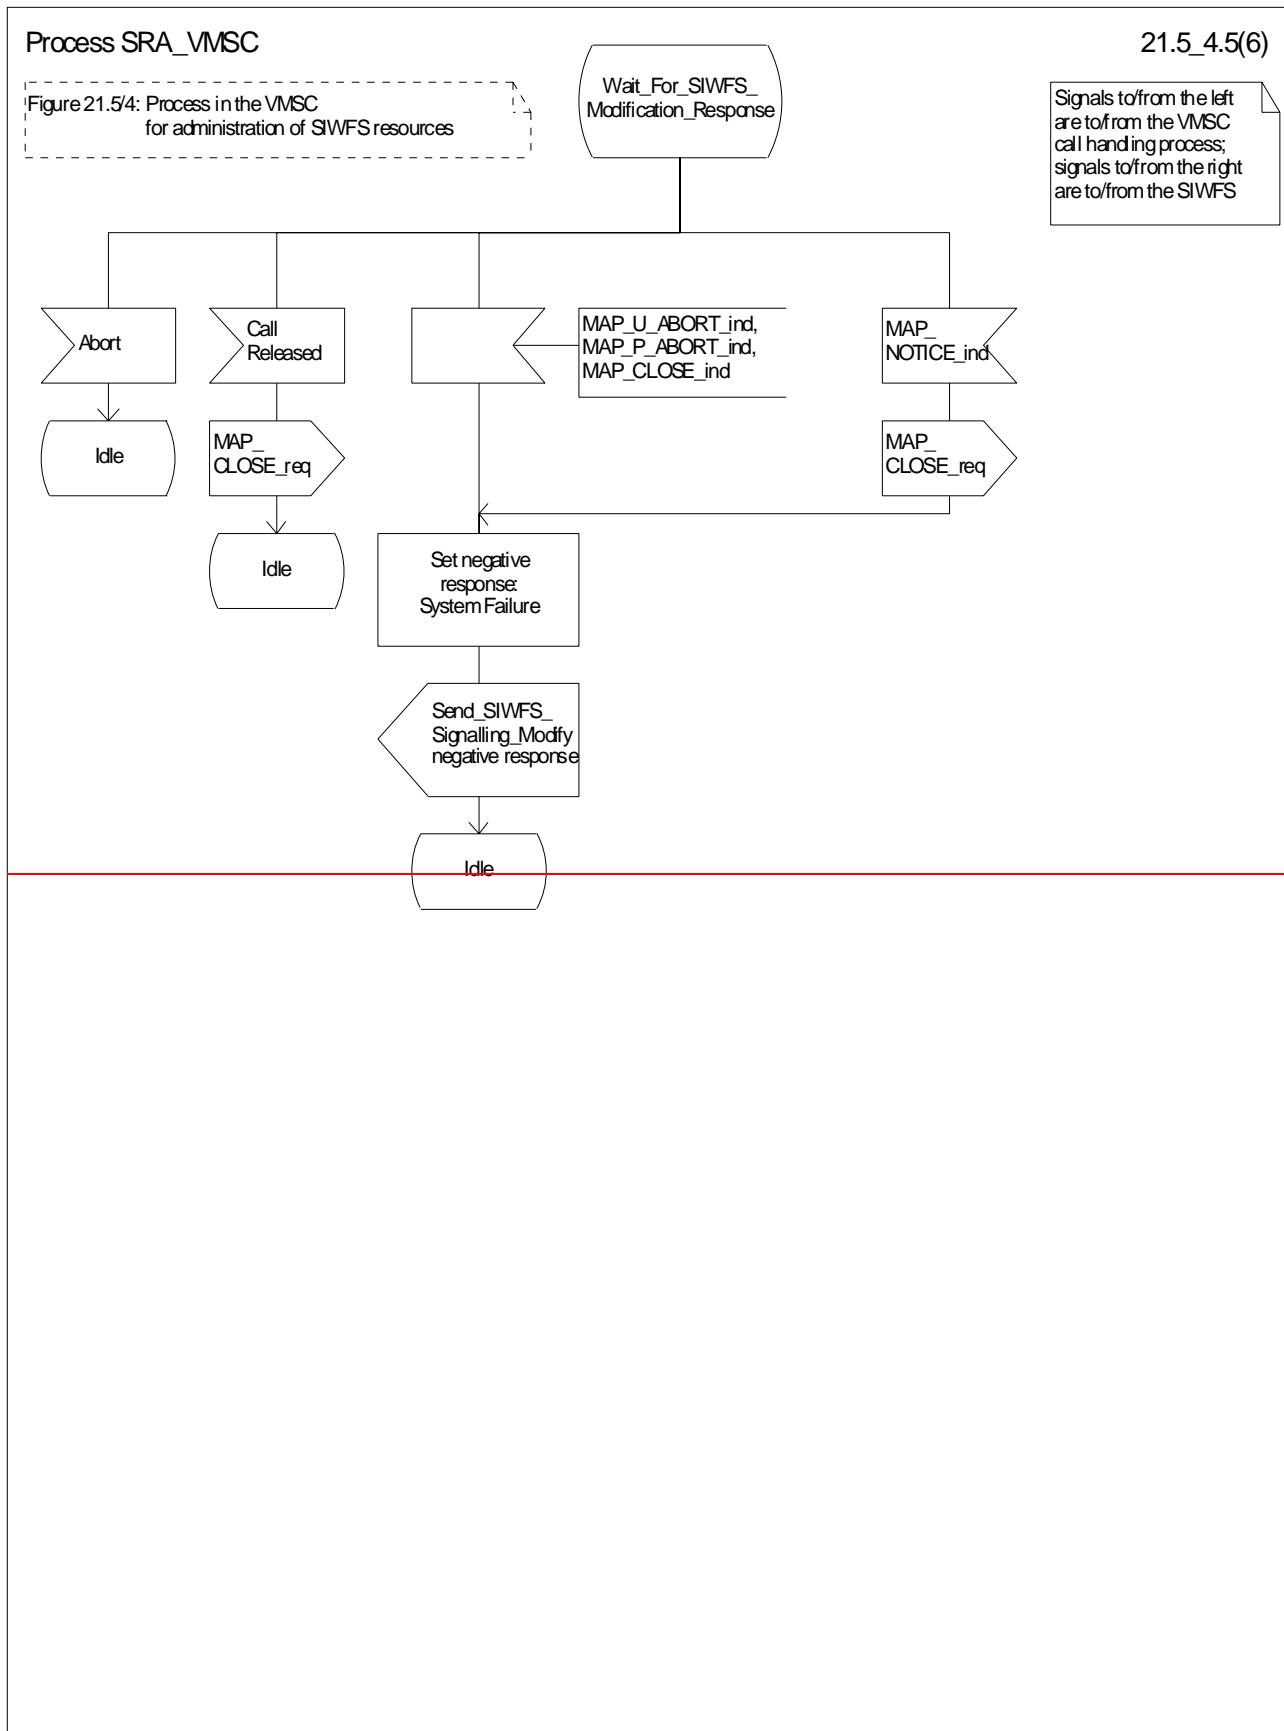 Process SRA_VMSC
21.5_4.5(6)
Figure 21.5/4: Process in the VMSC
for administration of SIWFS resources
Wait_For_SIWFS_
Modification_Response
Signals to/from the left
are to/from the VMSC
call handling process;
signals to/from the right
are to/from the SIWFS
Abort
Call
Released
MAP_U_ABORT_ind,
MAP_P_ABORT_ind,
MAP_CLOSE_ind
MAP_
NOTICE_ind
Idle
MAP_
CLOSE_req
MAP_
CLOSE_req
Idle
Set negative
response:
System Failure
Send_SIWFS_
Signalling_Modify
negative response
Idle